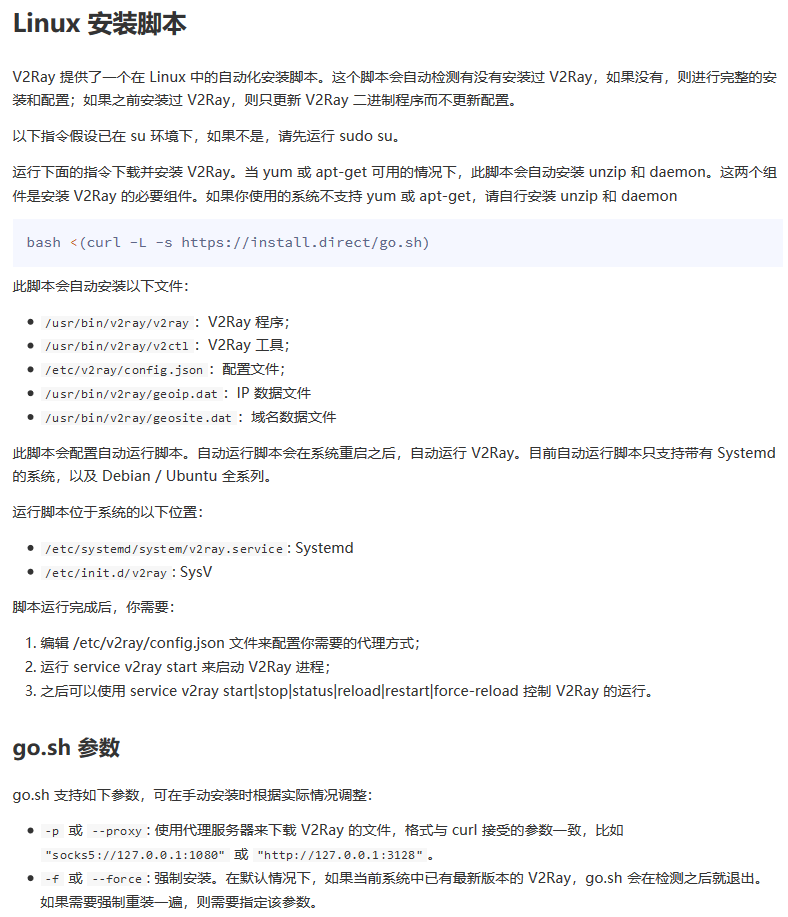 Linux 安装脚本
V2Ray 提供了一个在 Linux 中的自动化安装脚本。这个脚本会自动检测有没有安装过 V2Ray，如果没有，则进行完整的安
装和配置；如果之前安装过 V2Ray，则只更新 V2Ray 二进制程序而不更新配置。
以下指令假设已在 su 环境下，如果不是，请先运行 sudo su。
运行下面的指令下载并安装 V2Ray。当 yum 或 apt-get 可用的情况下，此脚本会自动安装 unzip 和 daemon。这两个组
件是安装 V2Ray 的必要组件。如果你使用的系统不支持 yum 或 apt-get，请自行安装 unzip 和 daemon
bash <(curl -L -s https://install.direct/go.sh)
此脚本会自动安装以下文件：
• /usr/bin/v2ray/v2ray： V2Ray 程序；
• /usr/bin/v2ray/v2ctl： V2Ray 工具；
• /etc/v2ray/config.json： 配置文件；
• /usr/bin/v2ray/geoip.dat： IP 数据文件
• /usr/bin/v2ray/geosite.dat： 域名数据文件
此脚本会配置自动运行脚本。自动运行脚本会在系统重启之后，自动运行 V2Ray。目前自动运行脚本只支持带有 Systemd
的系统，以及 Debian / Ubuntu 全系列。
运行脚本位于系统的以下位置：
• /etc/systemd/system/v2ray.service: Systemd
• /etc/init.d/v2ray: SysV
脚本运行完成后，你需要：
1. 编辑 /etc/v2ray/config.json 文件来配置你需要的代理方式；
2. 运行 service v2ray start 来启动 V2Ray 进程；
3. 之后可以使用 service v2ray start|stop|status|reload|restart|force-reload 控制 V2Ray 的运行。
go.sh 参数
go.sh 支持如下参数，可在手动安装时根据实际情况调整：
• -p 或 --proxy: 使用代理服务器来下载 V2Ray 的文件，格式与 curl 接受的参数一致，比如
"socks5://127.0.0.1:1080" 或 "http://127.0.0.1:3128"。
• -f 或 --force: 强制安装。在默认情况下，如果当前系统中已有最新版本的 V2Ray，go.sh 会在检测之后就退出。
如果需要强制重装一遍，则需要指定该参数。